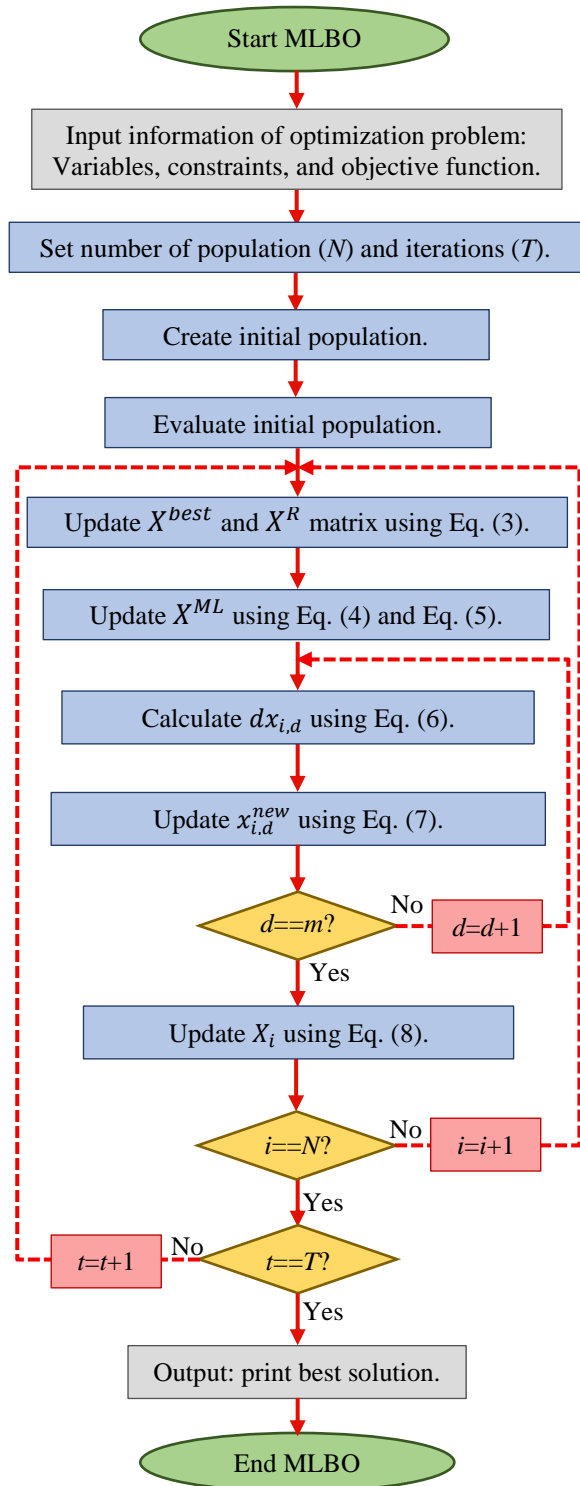 Start MLBO
Input information of optimization problem:
Variables, constraints, and objective function.
Set number of population (N) and iterations (T).
Create initial population.
Evaluate initial population.
Update X^best and X^R matrix using Eq. (3).
Update X^ML using Eq. (4) and Eq. (5).
Calculate dx_i,d using Eq. (6).
Update x_i,d^new using Eq. (7).
d==m?
No
d=d+1
Yes
Update X_i using Eq. (8).
i==N?
No
i=i+1
Yes
t=t+1
No
t==T?
Yes
Output: print best solution.
End MLBO